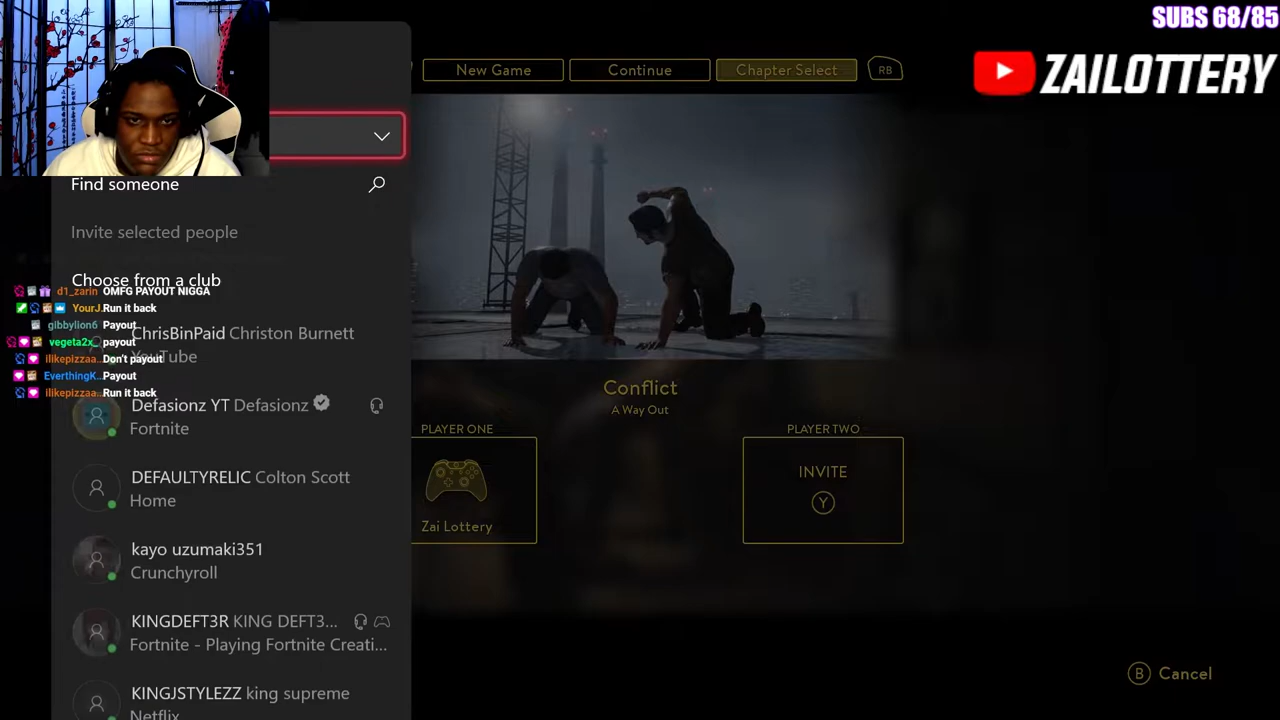 SUBS 68/85
ZAILOTTERY
New Game
Continue
Chapter Select
RB
Find someone
Invite selected people
Choose from a club
d1_zarin OMFG PAYOUT NIGGA
YourJ. Run it back
gibbylion6 Payout
vegeta2x payout
ilikepizzaa... Don't payout
EverthingK... Payout
ilikepizzaa... Run it back
ChrisBinPaid Christon Burnett
YouTube
Defasionz YT Defasionz
Fortnite
DEFAULTYRELIC Colton Scott
Home
kayo uzumaki351
Crunchyroll
KINGDEFT3R KING DEFT3...
Fortnite - Playing Fortnite Creati...
KINGJSTYLEZZ king supreme
Netflix
Conflict
A Way Out
PLAYER ONE
Zai Lottery
PLAYER TWO
INVITE
Y
B Cancel